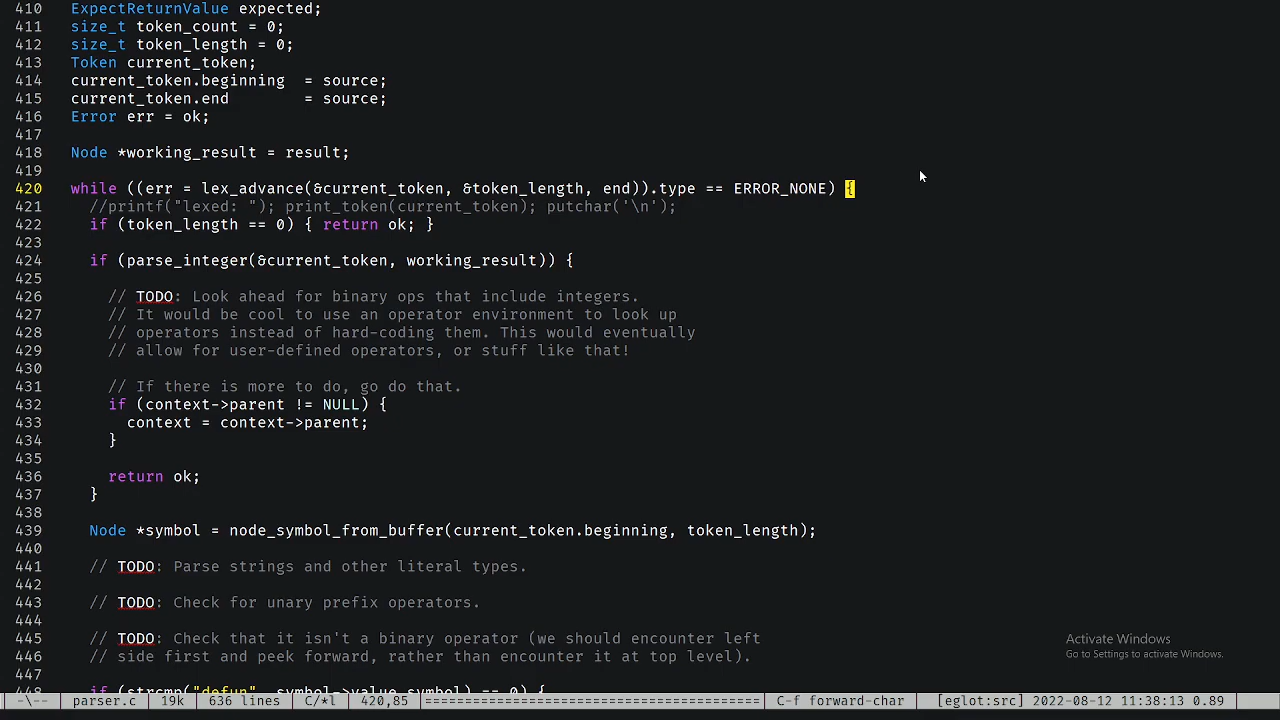 410 ExpectReturnValue expected;
411 size_t token_count = 0;
412 size_t token_length = 0;
413 Token current_token;
414 current_token.beginning  = source;
415 current_token.end        = source;
416 Error err = ok;
417
418 Node *working_result = result;
419
420 while ((err = lex_advance(&current_token, &token_length, end)).type == ERROR_NONE) {
421   //printf("lexed: "); print_token(current_token); putchar('\n');
422   if (token_length == 0) { return ok; }
423
424   if (parse_integer(&current_token, working_result)) {
425
426     // TODO: Look ahead for binary ops that include integers.
427     // It would be cool to use an operator environment to look up
428     // operators instead of hard-coding them. This would eventually
429     // allow for user-defined operators, or stuff like that!
430
431     // If there is more to do, go do that.
432     if (context->parent != NULL) {
433       context = context->parent;
434     }
435
436     return ok;
437   }
438
439   Node *symbol = node_symbol_from_buffer(current_token.beginning, token_length);
440
441   // TODO: Parse strings and other literal types.
442
443   // TODO: Check for unary prefix operators.
444
445   // TODO: Check that it isn't a binary operator (we should encounter left
446   // side first and peek forward, rather than encounter it at top level).
447
448   if (strcmp("defun", symbol->value.symbol) == 0) {
Activate Windows
Go to Settings to activate Windows.
-\-- parser.c 19k 636 lines C/*l 420,85 C-f forward-char [eglot:src] 2022-08-12 11:38:13 0.89